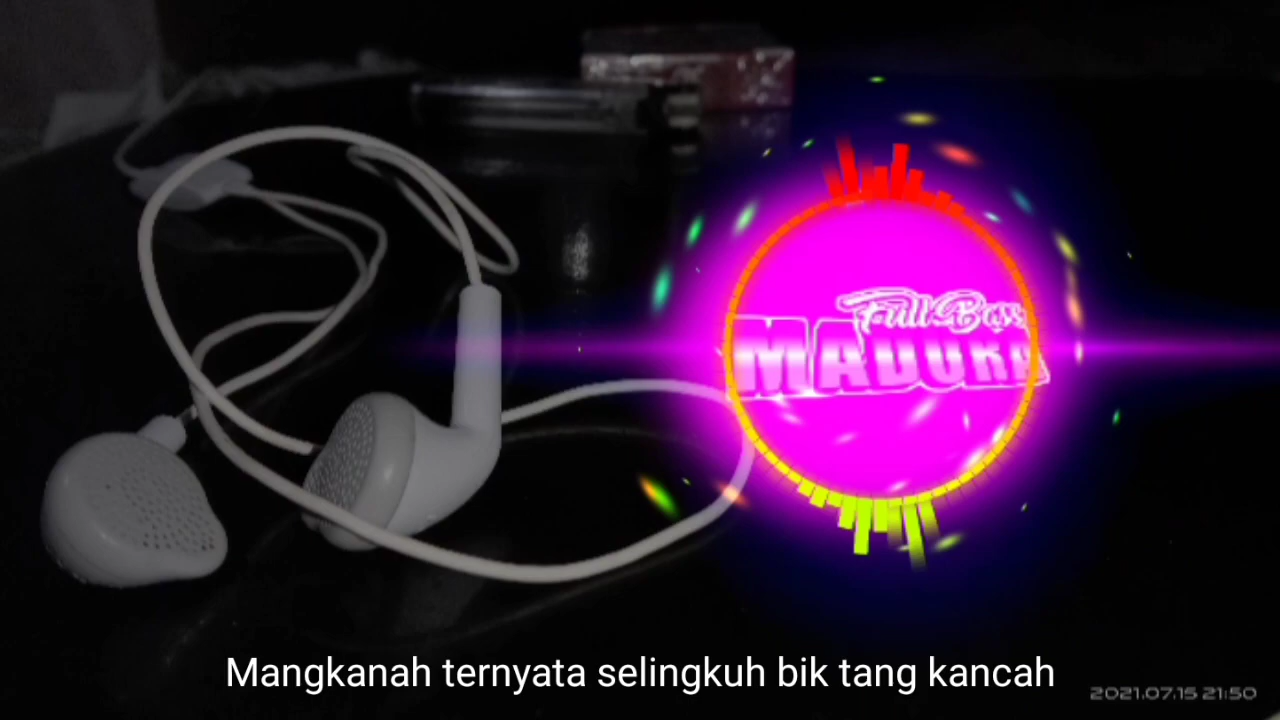 Full Bass
MADURA
Mangkanah ternyata selingkuh bik tang kancah
2021.07.15 21:50